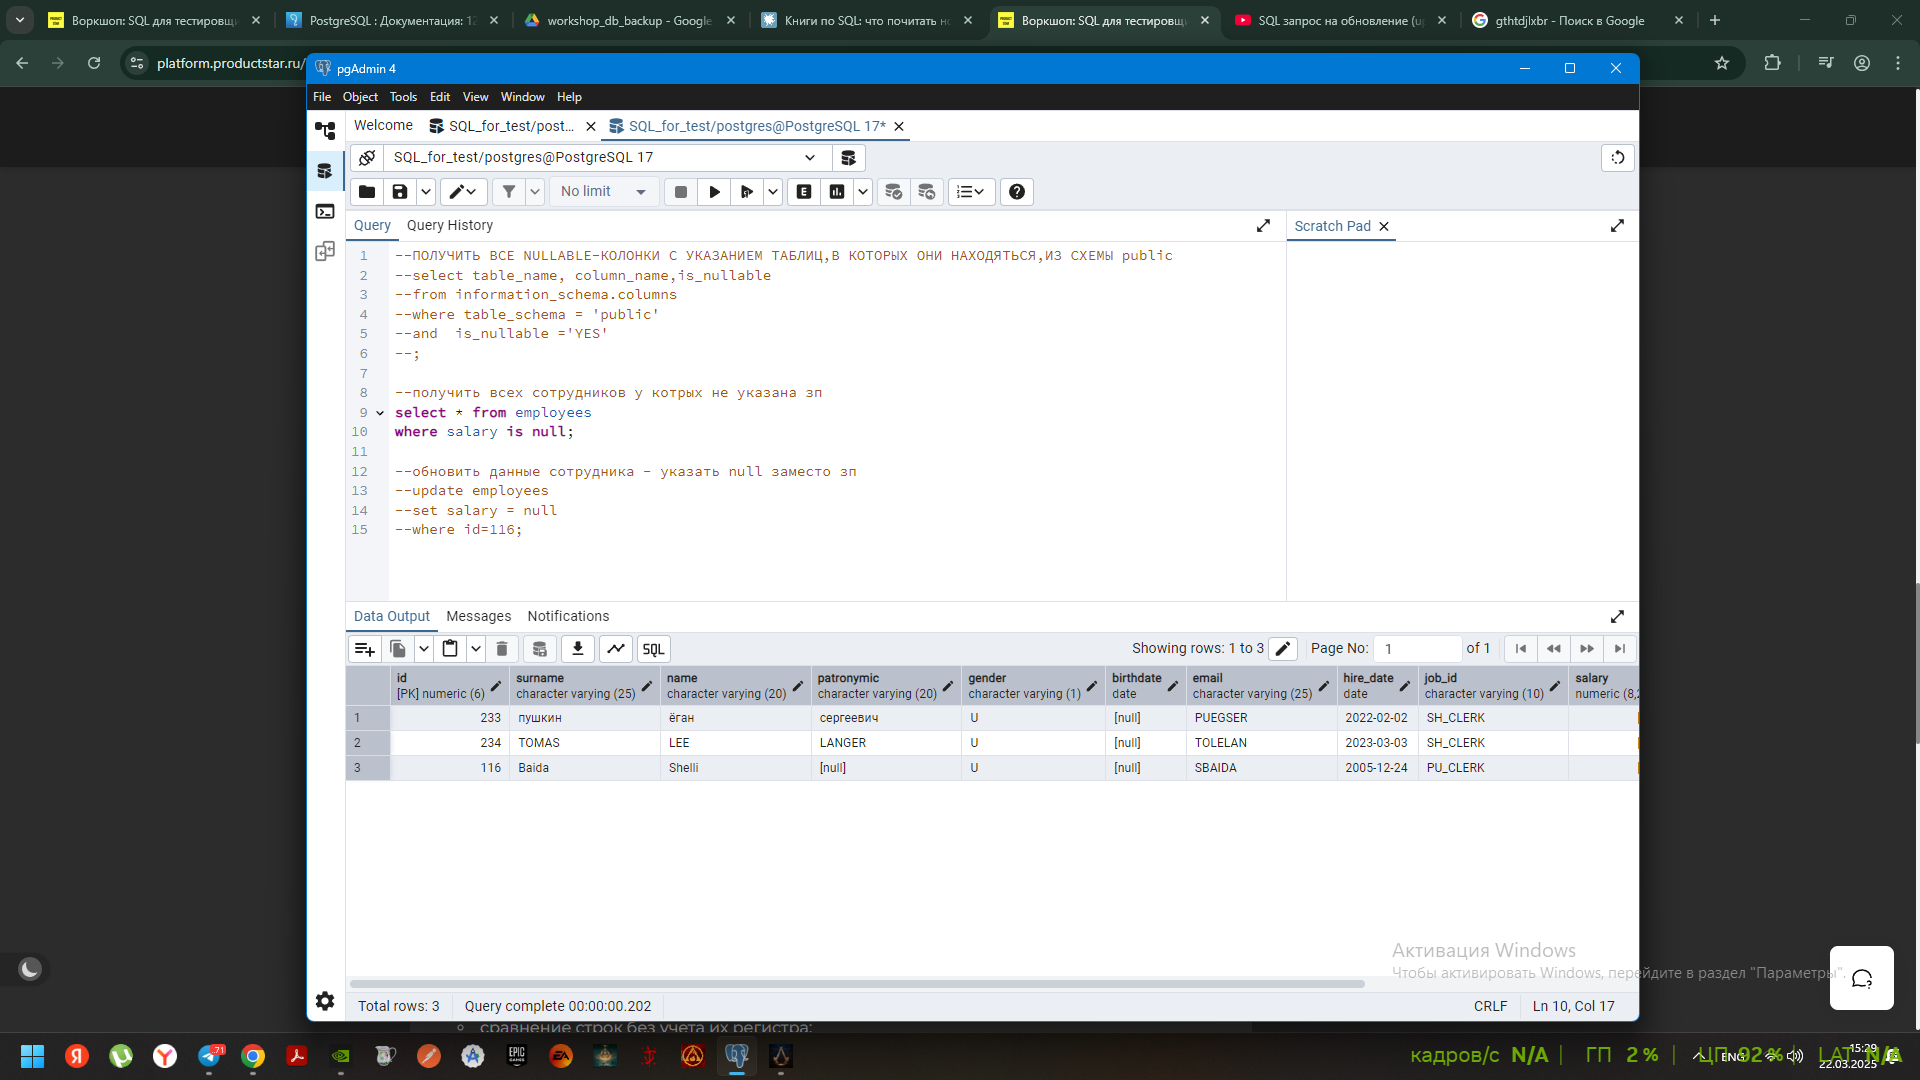 Воркшоп: SQL для тестировщи
PostgreSQL : Документация: 12
workshop_db_backup - Google
Книги по SQL: что почитать но
Воркшоп: SQL для тестировщи
SQL запрос на обновление (u
gthtdjlxbr - Поиск в Google
platform.productstar.ru/
pgAdmin 4
File Object Tools Edit View Window Help
Welcome SQL_for_test/post... SQL_for_test/postgres@PostgreSQL 17*
SQL_for_test/postgres@PostgreSQL 17
No limit
Query Query History Scratch Pad
1 --ПОЛУЧИТЬ ВСЕ NULLABLE-КОЛОНКИ С УКАЗАНИЕМ ТАБЛИЦ,В КОТОРЫХ ОНИ НАХОДЯТЬСЯ,ИЗ СХЕМЫ public
2 --select table_name, column_name,is_nullable
3 --from information_schema.columns
4 --where table_schema = 'public'
5 --and  is_nullable ='YES'
6 --;
7
8 --получить всех сотрудников у котрых не указана зп
9 select * from employees
10 where salary is null;
11
12 --обновить данные сотрудника - указать null заместо зп
13 --update employees
14 --set salary = null
15 --where id=116;
Data Output Messages Notifications
SQL Showing rows: 1 to 3 Page No: 1 of 1
id surname name patronymic gender birthdate email hire_date job_id salary
[PK] numeric (6) character varying (25) character varying (20) character varying (20) character varying (1) date character varying (25) date character varying (10) numeric (8,
1 233 пушкин ёган сергеевич U [null] PUEGSER 2022-02-02 SH_CLERK
2 234 TOMAS LEE LANGER U [null] TOLELAN 2023-03-03 SH_CLERK
3 116 Baida Shelli [null] U [null] SBAIDA 2005-12-24 PU_CLERK
Активация Windows
Чтобы активировать Windows, перейдите в раздел "Параметры".
Total rows: 3 Query complete 00:00:00.202 CRLF Ln 10, Col 17
сравнение строк без учета их регистра;
71
EPIC GAMES
EA
кадров/с N/A ГП 2 % ЦП 92 % LAT N/A
ENG
15:29
22.03.2025